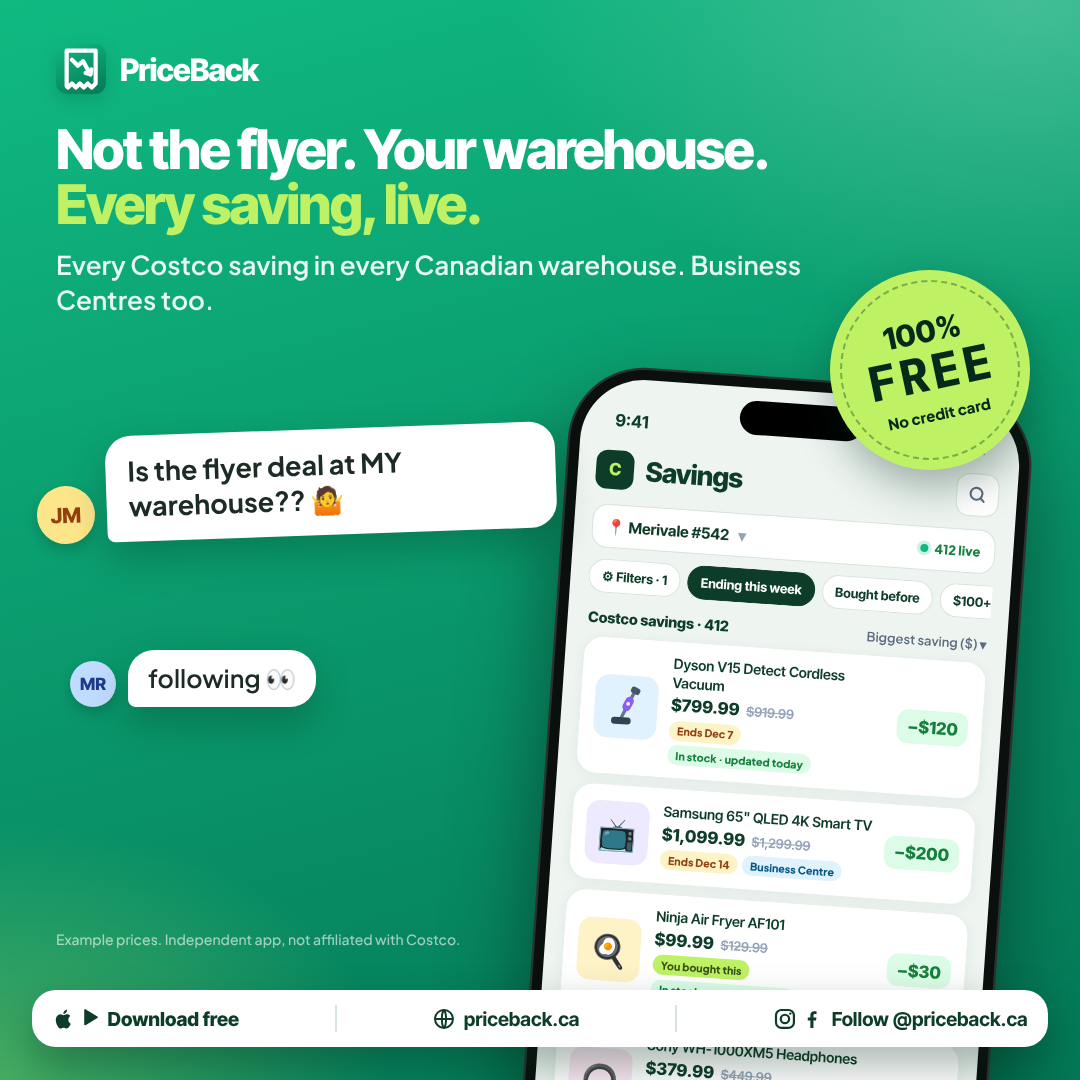 PriceBack
Not the flyer. Your warehouse.
Every saving, live.
Every Costco saving in every Canadian warehouse. Business
Centres too.
100%
FREE
No credit card
Is the flyer deal at MY
warehouse?? 🤷
JM
MR
following 👀
9:41
C
Savings
📍 Merivale #542 ▾
412 live
⚙ Filters · 1
Ending this week
Bought before
$100+
Costco savings · 412
Biggest saving ($) ▾
Dyson V15 Detect Cordless
Vacuum
$799.99 $919.99
Ends Dec 7
In stock · updated today
−$120
Samsung 65" QLED 4K Smart TV
$1,099.99 $1,299.99
Ends Dec 14
Business Centre
−$200
Ninja Air Fryer AF101
$99.99 $129.99
You bought this
−$30
Example prices. Independent app, not affiliated with Costco.
Download free
priceback.ca
Follow @priceback.ca
Sony WH-1000XM5 Headphones
$379.99 $449.99